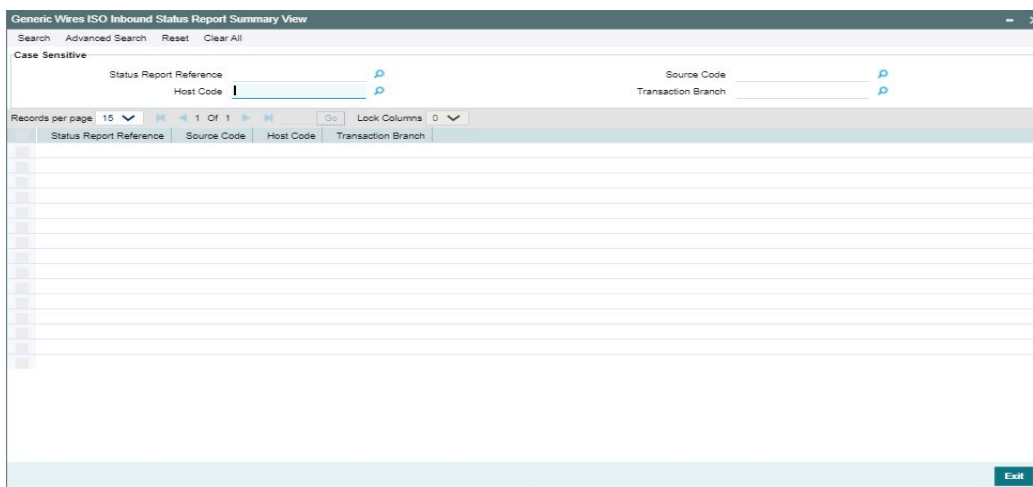 Generic Wires ISO Inbound Status Report Summary View
Search Advanced Search Reset Clear All
Case Sensitive
Status Report Reference Source Code
Host Code Transaction Branch
Records per page 15 1 Of 1 Go Lock Columns 0
Status Report Reference Source Code Host Code Transaction Branch
Exit